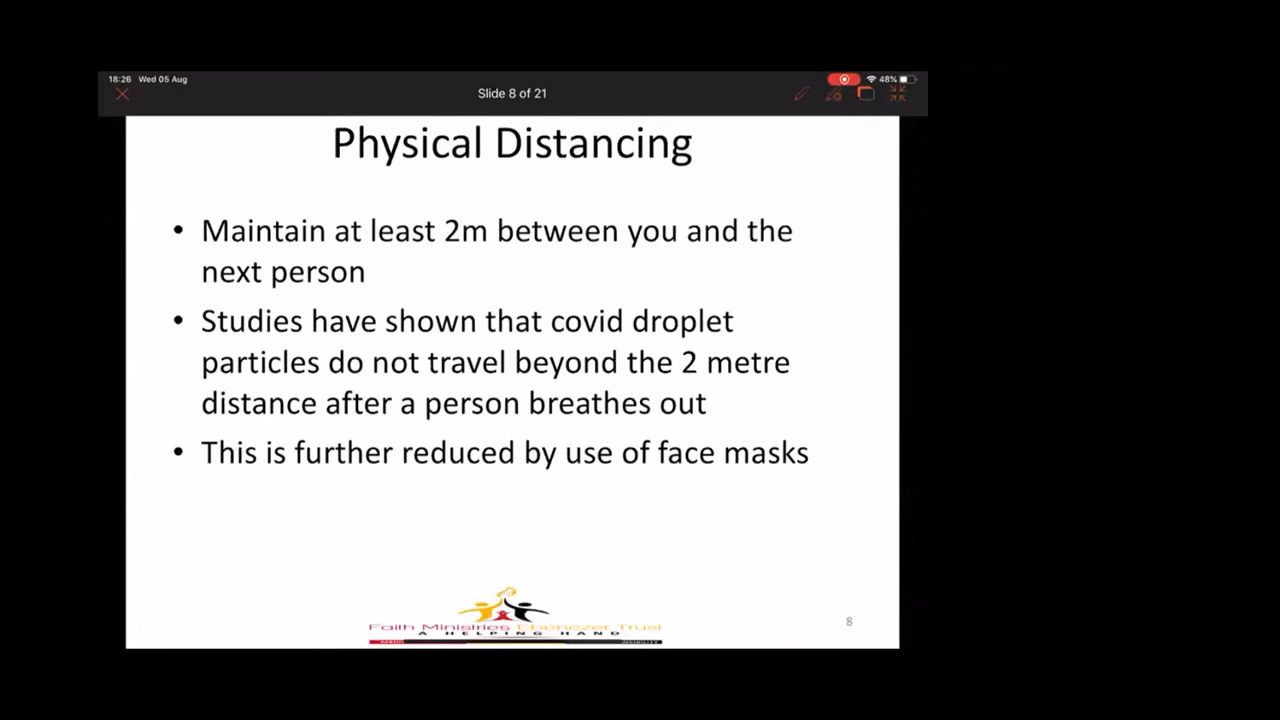 18:26 Wed 05 Aug
48%
Slide 8 of 21
Physical Distancing
• Maintain at least 2m between you and the
next person
• Studies have shown that covid droplet
particles do not travel beyond the 2 metre
distance after a person breathes out
• This is further reduced by use of face masks
Faith Ministries Ebenezer Trust
A HELPING HAND
8